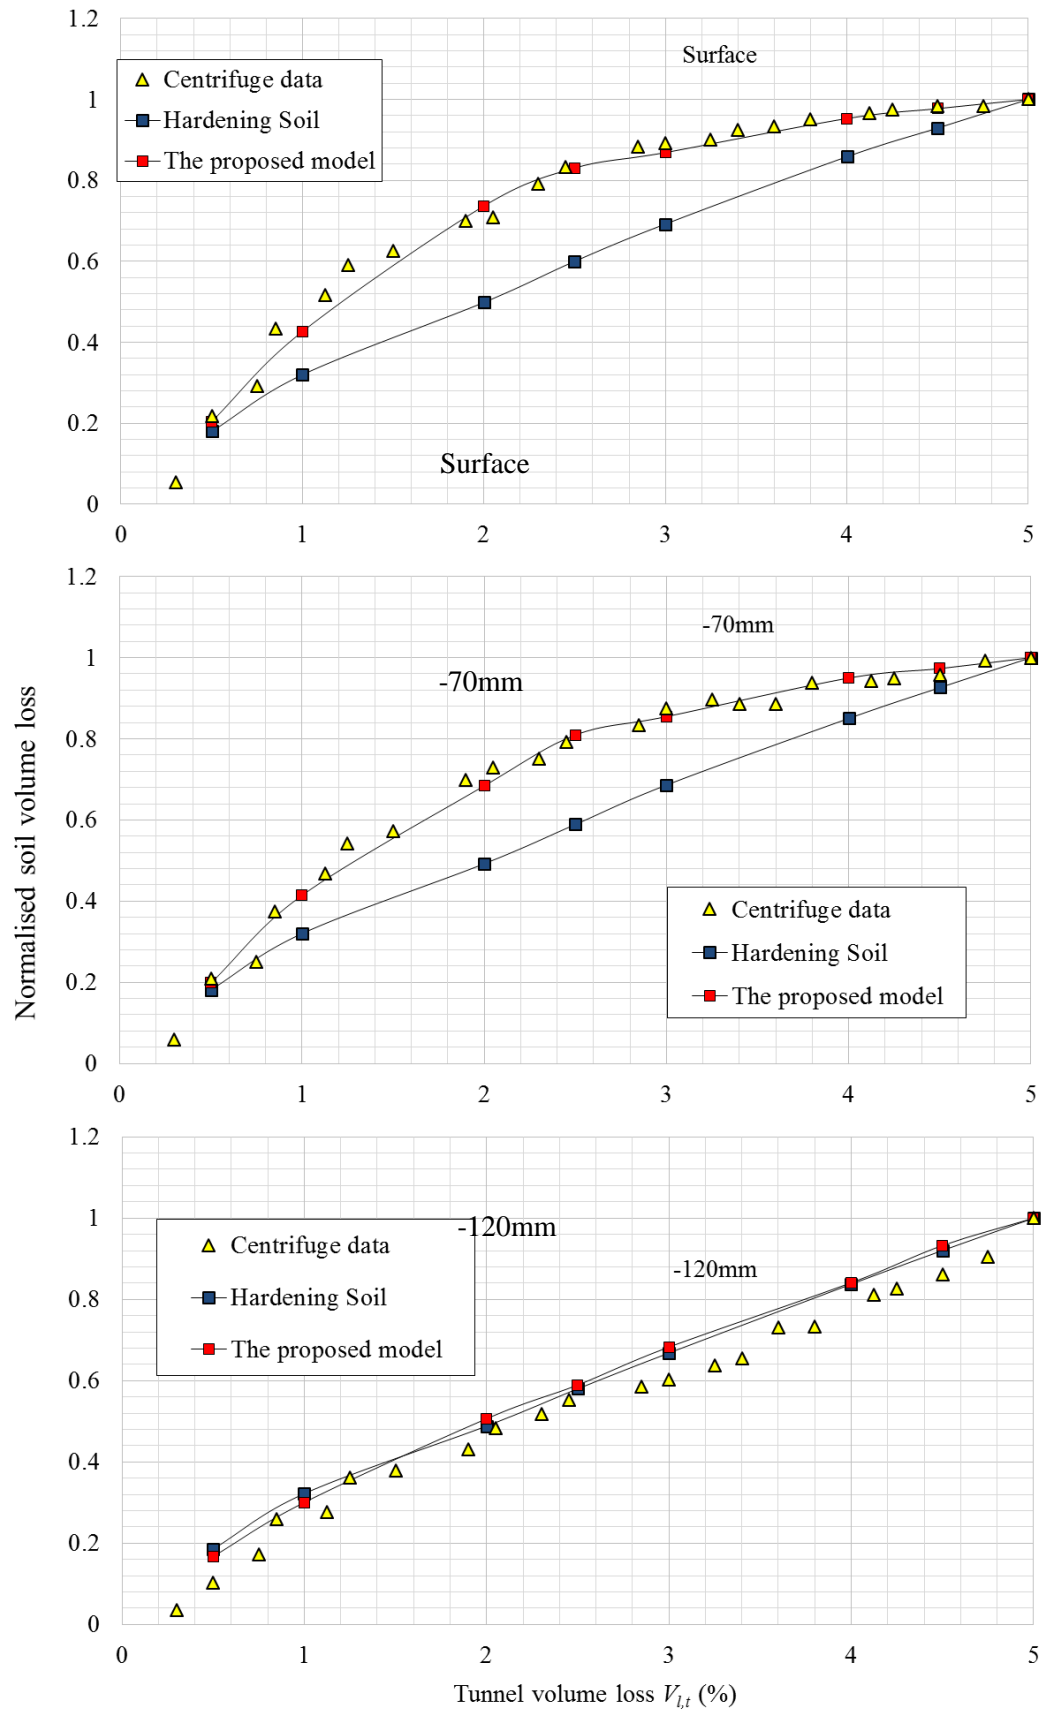 1.2
Surface
Centrifuge data
1
Hardening Soil
The proposed model
0.8
0.6
0.4
0.2
Surface
0
0 1 2 3 4 5
1.2
-70mm
1
-70mm
0.8
0.6
Normalised soil volume loss
0.4
Centrifuge data
Hardening Soil
0.2
The proposed model
0
0 1 2 3 4 5
1.2
1
-120mm
Centrifuge data
-120mm
Hardening Soil
0.8
The proposed model
0.6
0.4
0.2
0
0 1 2 3 4 5
Tunnel volume loss V_{l,t} (%)